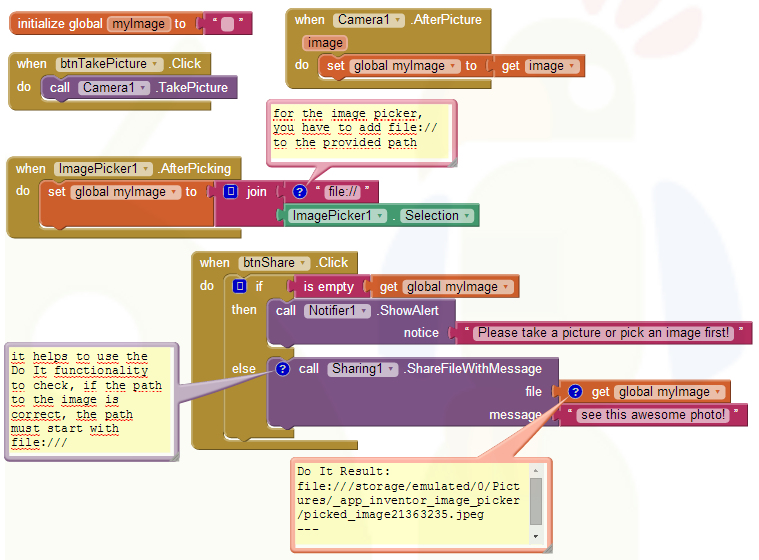 initialize global myImage to " "
when Camera1 .AfterPicture
image
do set global myImage to get image
when btnTakePicture .Click
do call Camera1 .TakePicture
for the image picker,
you have to add file://
to the provided path
when ImagePicker1 .AfterPicking
do set global myImage to join ? " file:// "
ImagePicker1 . Selection
when btnShare .Click
do if is empty get global myImage
then call Notifier1 .ShowAlert
notice " Please take a picture or pick an image first! "
it helps to use the
Do It functionality
to check, if the path
to the image is
correct, the path
must start with
file:///
else ? call Sharing1 .ShareFileWithMessage
file ? get global myImage
message " see this awesome photo! "
Do It Result:
file:///storage/emulated/0/Pict
ures/_app_inventor_image_picker
/picked_image21363235.jpeg
---